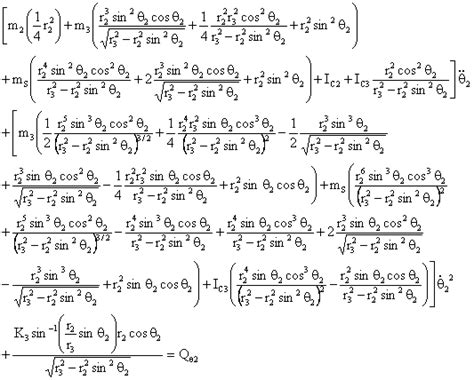 [m₂(1/4 r₂²) + m₃(r₂³ sin²θ₂ cosθ₂/√(r₃² − r₂² sin²θ₂) + 1/4 r₂² r₃² cos²θ₂/(r₃² − r₂² sin²θ₂) + r₂² sin²θ₂)
+ m_S(r₂⁴ sin²θ₂ cos²θ₂/(r₃² − r₂² sin²θ₂) + 2 r₂³ sin²θ₂ cosθ₂/√(r₃² − r₂² sin²θ₂) + r₂² sin²θ₂) + I_C2 + I_C3 r₂² cos²θ₂/(r₃² − r₂² sin²θ₂)] θ̈₂
+ [m₃(1/2 r₂⁵ sin³θ₂ cos²θ₂/(r₃² − r₂² sin²θ₂)^(3/2) + 1/4 r₂⁴ r₃² sinθ₂ cos³θ₂/(r₃² − r₂² sin²θ₂)² − 1/2 r₂³ sin³θ₂/√(r₃² − r₂² sin²θ₂)
+ r₂³ sinθ₂ cos²θ₂/√(r₃² − r₂² sin²θ₂) − 1/4 r₂² r₃² sinθ₂ cosθ₂/(r₃² − r₂² sin²θ₂) + r₂² sinθ₂ cosθ₂) + m_S(r₂⁶ sin³θ₂ cos³θ₂/(r₃² − r₂² sin²θ₂)²
+ r₂⁵ sin³θ₂ cos²θ₂/(r₃² − r₂² sin²θ₂)^(3/2) − r₂⁴ sin³θ₂ cosθ₂/(r₃² − r₂² sin²θ₂) + r₂⁴ sinθ₂ cos³θ₂/(r₃² − r₂² sin²θ₂) + 2 r₂³ sinθ₂ cos²θ₂/√(r₃² − r₂² sin²θ₂)
− r₂³ sin³θ₂/√(r₃² − r₂² sin²θ₂) + r₂² sinθ₂ cosθ₂) + I_C3(r₂⁴ sinθ₂ cos³θ₂/(r₃² − r₂² sin²θ₂)² − r₂² sinθ₂ cosθ₂/(r₃² − r₂² sin²θ₂))] θ̇₂²
+ K₃ sin⁻¹(r₂/r₃ sinθ₂) r₂ cosθ₂/√(r₃² − r₂² sin²θ₂) = Q_θ2